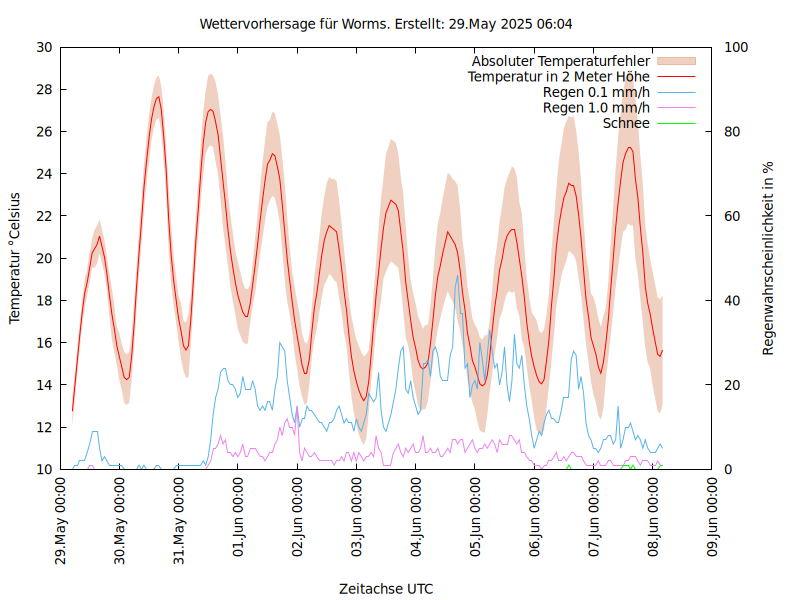 Wettervorhersage für Worms. Erstellt: 29.May 2025 06:04
Absoluter Temperaturfehler
Temperatur in 2 Meter Höhe
Regen 0.1 mm/h
Regen 1.0 mm/h
Schnee
Temperatur °Celsius
30
28
26
24
22
20
18
16
14
12
10
100
80
60
40
20
0
Regenwahrscheinlichkeit in %
29.May 00:00
30.May 00:00
31.May 00:00
01.Jun 00:00
02.Jun 00:00
03.Jun 00:00
04.Jun 00:00
05.Jun 00:00
06.Jun 00:00
07.Jun 00:00
08.Jun 00:00
09.Jun 00:00
Zeitachse UTC